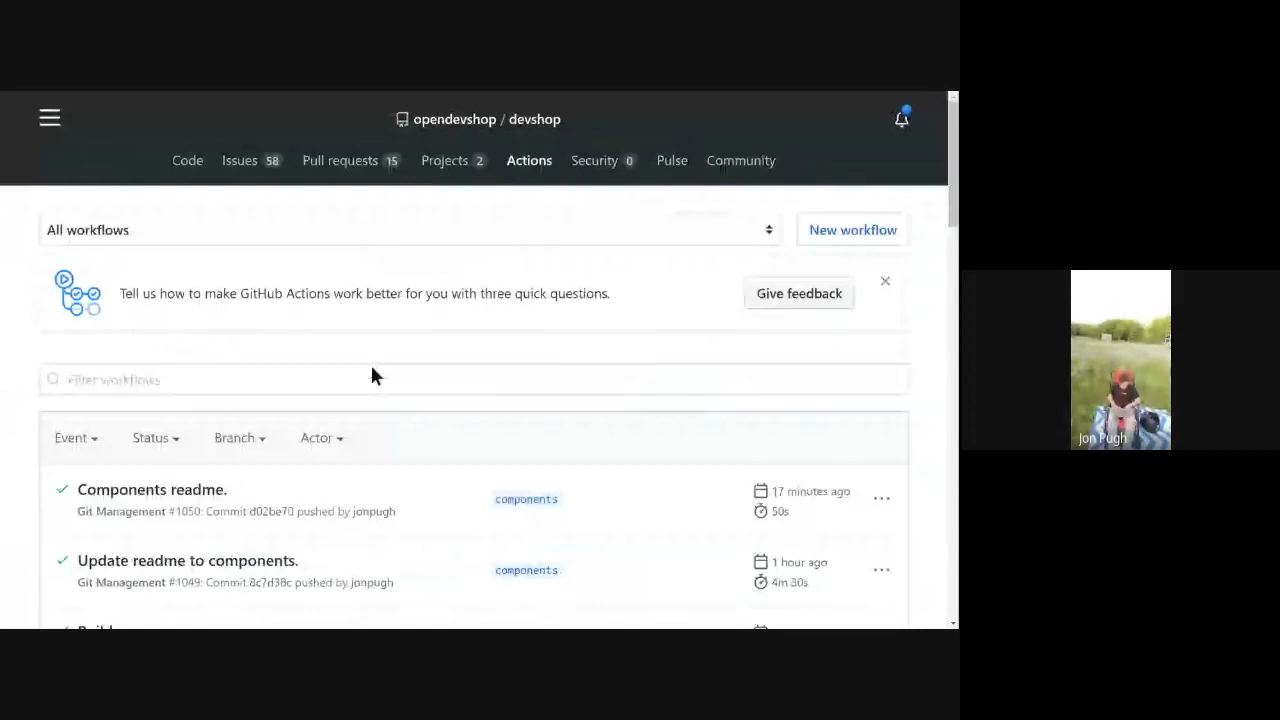 opendevshop / devshop
Code Issues 58 Pull requests 15 Projects 2 Actions Security 0 Pulse Community
All workflows
New workflow
Tell us how to make GitHub Actions work better for you with three quick questions.
Give feedback
Filter workflows
Event Status Branch Actor
Components readme.
components
17 minutes ago
Git Management #1050: Commit d02be70 pushed by jonpugh
50s
Update readme to components.
components
1 hour ago
Git Management #1049: Commit 8c7d38c pushed by jonpugh
4m 30s
Jon Pugh